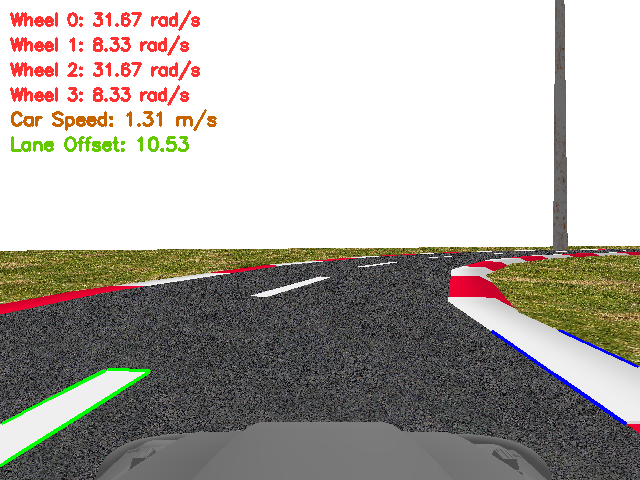 Wheel 0: 31.67 rad/s
Wheel 1: 8.33 rad/s
Wheel 2: 31.67 rad/s
Wheel 3: 8.33 rad/s
Car Speed: 1.31 m/s
Lane Offset: 10.53